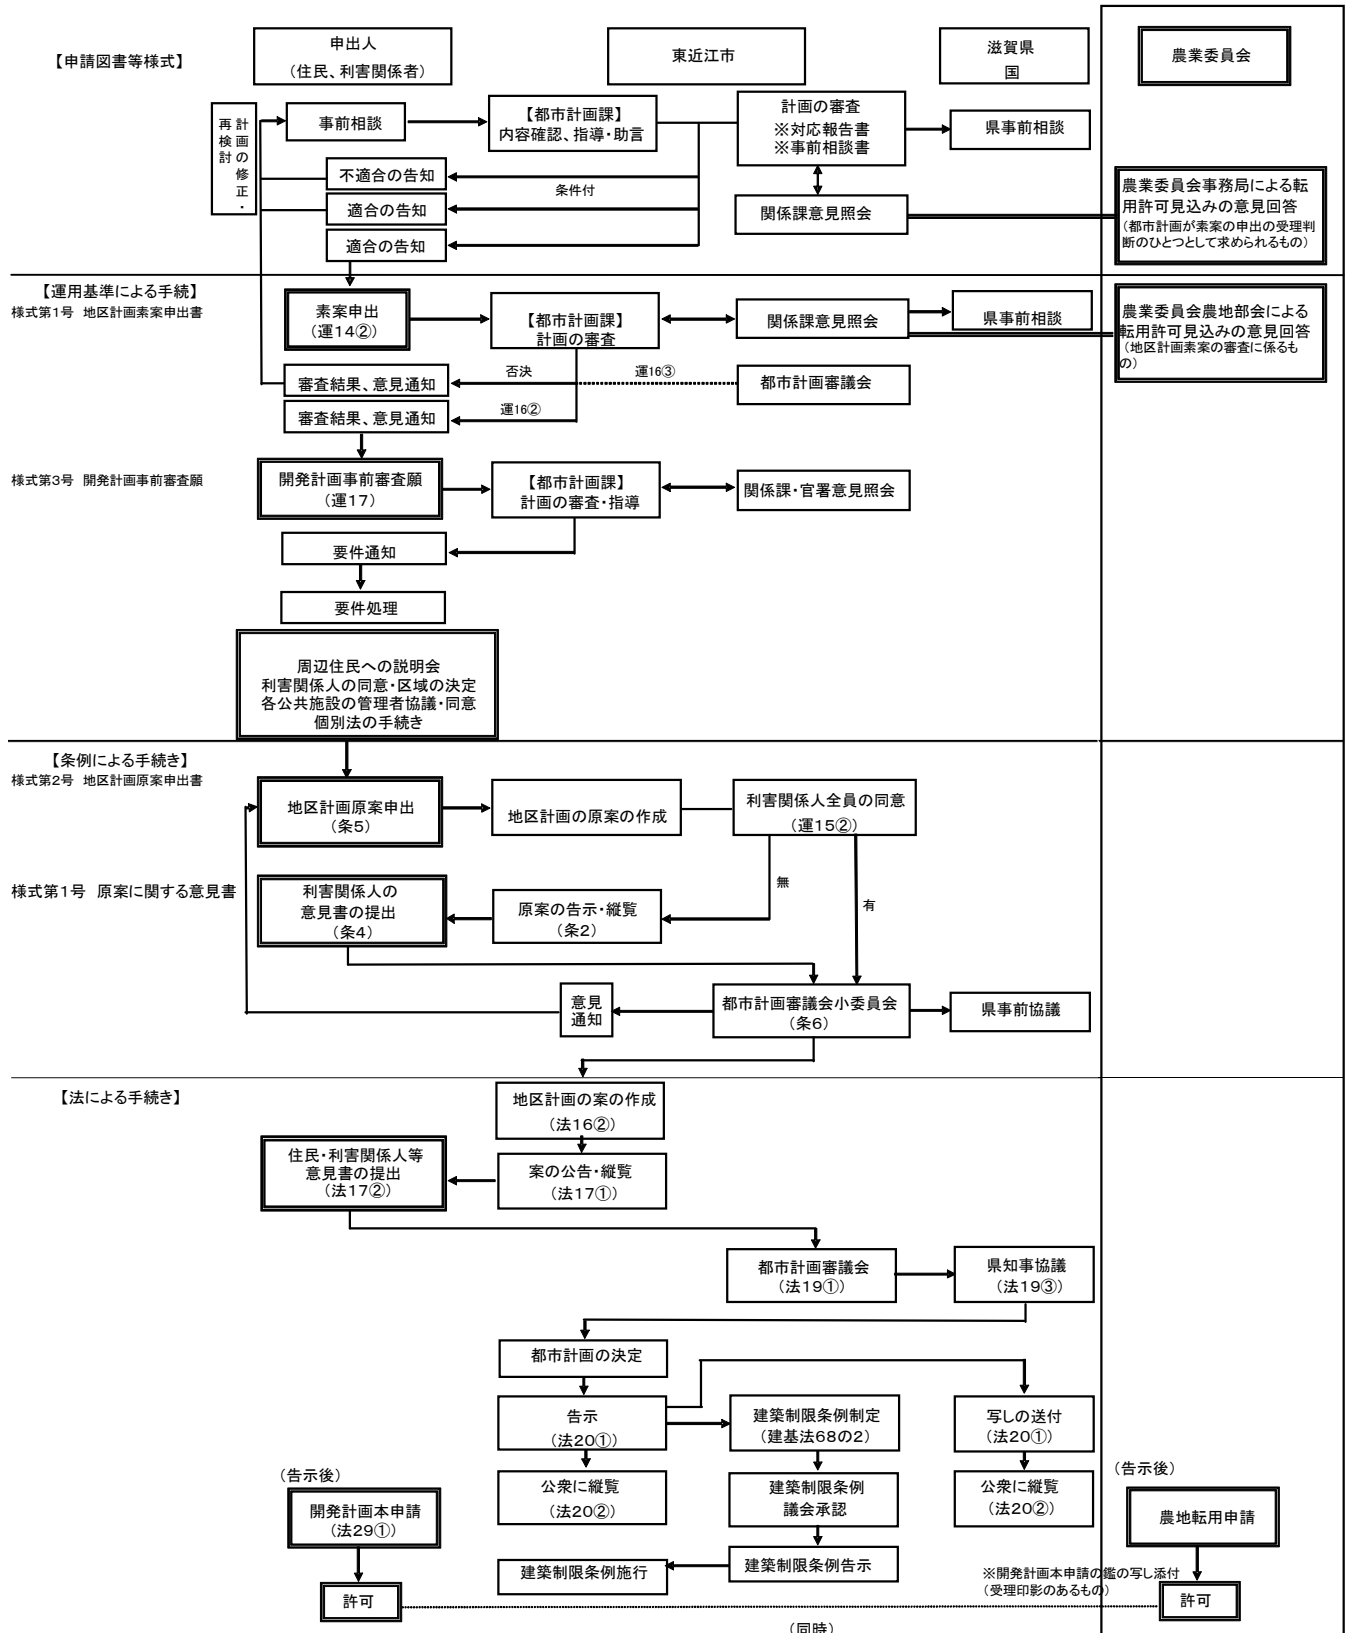 【申請図書等様式】
申出人
（住民、利害関係者）
東近江市
滋賀県
国
農業委員会
計画の修正・
再検討
事前相談
【都市計画課】
内容確認、指導・助言
計画の審査
※対応報告書
※事前相談書
県事前相談
不適合の告知
条件付
適合の告知
適合の告知
関係課意見照会
農業委員会事務局による転
用許可見込みの意見回答
（都市計画が素案の申出の受理判
断のひとつとして求められるもの）
【運用基準による手続】
様式第1号 地区計画素案申出書
素案申出
（運14②）
【都市計画課】
計画の審査
関係課意見照会
県事前相談
農業委員会農地部会による
転用許可見込みの意見回答
（地区計画素案の審査に係るも
の）
審査結果、意見通知
否決
運16③
都市計画審議会
審査結果、意見通知
運16②
様式第3号 開発計画事前審査願
開発計画事前審査願
（運17）
【都市計画課】
計画の審査・指導
関係課・官署意見照会
要件通知
要件処理
周辺住民への説明会
利害関係人の同意・区域の決定
各公共施設の管理者協議・同意
個別法の手続き
【条例による手続き】
様式第2号 地区計画原案申出書
地区計画原案申出
（条5）
地区計画の原案の作成
利害関係人全員の同意
（運15②）
無
有
様式第1号 原案に関する意見書
利害関係人の
意見書の提出
（条4）
原案の告示・縦覧
（条2）
意見
通知
都市計画審議会小委員会
（条6）
県事前協議
【法による手続き】
地区計画の案の作成
（法16②）
住民・利害関係人等
意見書の提出
（法17②）
案の公告・縦覧
（法17①）
都市計画審議会
（法19①）
県知事協議
（法19③）
都市計画の決定
告示
（法20①）
建築制限条例制定
（建基法68の2）
写しの送付
（法20①）
（告示後）
開発計画本申請
（法29①）
公衆に縦覧
（法20②）
建築制限条例
議会承認
公衆に縦覧
（法20②）
（告示後）
農地転用申請
建築制限条例施行
建築制限条例告示
※開発計画本申請の鑑の写し添付
（受理印影のあるもの）
許可
許可
（同時）